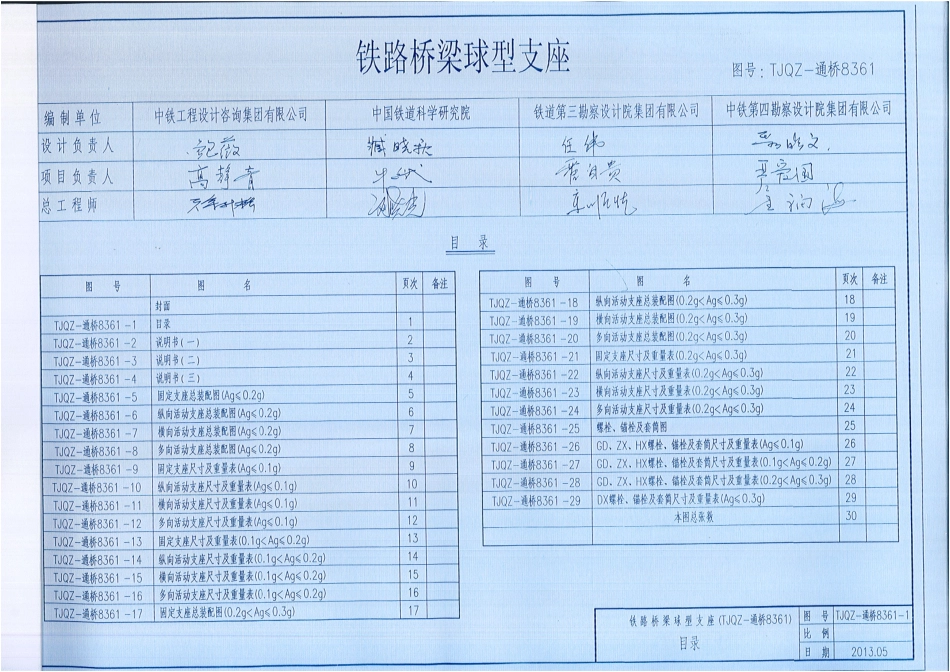 铁路桥梁球型支座
图号：TJQZ-通桥8361
编制单位 中铁工程设计咨询集团有限公司 中国铁道科学研究院 铁道第三勘察设计院集团有限公司 中铁第四勘察设计院集团有限公司
设计负责人
项目负责人 高静青
总工程师
目 录
图 号 图 名 页次 备注
封面
TJQZ-通桥8361 -1 目录 1
TJQZ-通桥8361 -2 说明书(一) 2
TJQZ-通桥8361 -3 说明书(二) 3
TJQZ-通桥8361 -4 说明书(三) 4
TJQZ-通桥8361 -5 固定支座总装配图(Ag≤0.2g) 5
TJQZ-通桥8361 -6 纵向活动支座总装配图(Ag≤0.2g) 6
TJQZ-通桥8361 -7 横向活动支座总装配图(Ag≤0.2g) 7
TJQZ-通桥8361 -8 多向活动支座总装配图(Ag≤0.2g) 8
TJQZ-通桥8361 -9 固定支座尺寸及重量表(Ag≤0.1g) 9
TJQZ-通桥8361 -10 纵向活动支座尺寸及重量表(Ag≤0.1g) 10
TJQZ-通桥8361 -11 横向活动支座尺寸及重量表(Ag≤0.1g) 11
TJQZ-通桥8361 -12 多向活动支座尺寸及重量表(Ag≤0.1g) 12
TJQZ-通桥8361 -13 固定支座尺寸及重量表(0.1g<Ag≤0.2g) 13
TJQZ-通桥8361 -14 纵向活动支座尺寸及重量表(0.1g<Ag≤0.2g) 14
TJQZ-通桥8361 -15 横向活动支座尺寸及重量表(0.1g<Ag≤0.2g) 15
TJQZ-通桥8361 -16 多向活动支座尺寸及重量表(0.1g<Ag≤0.2g) 16
TJQZ-通桥8361 -17 固定支座总装配图(0.2g<Ag≤0.3g) 17
图 号 图 名 页次 备注
TJQZ-通桥8361 -18 纵向活动支座总装配图(0.2g<Ag≤0.3g) 18
TJQZ-通桥8361 -19 横向活动支座总装配图(0.2g<Ag≤0.3g) 19
TJQZ-通桥8361 -20 多向活动支座总装配图(0.2g<Ag≤0.3g) 20
TJQZ-通桥8361 -21 固定支座尺寸及重量表(0.2g<Ag≤0.3g) 21
TJQZ-通桥8361 -22 纵向活动支座尺寸及重量表(0.2g<Ag≤0.3g) 22
TJQZ-通桥8361 -23 横向活动支座尺寸及重量表(0.2g<Ag≤0.3g) 23
TJQZ-通桥8361 -24 多向活动支座尺寸及重量表(0.2g<Ag≤0.3g) 24
TJQZ-通桥8361 -25 螺栓、锚栓及套筒图 25
TJQZ-通桥8361 -26 GD、ZX、HX螺栓、锚栓及套筒尺寸及重量表(Ag≤0.1g) 26
TJQZ-通桥8361 -27 GD、ZX、HX螺栓、锚栓及套筒尺寸及重量表(0.1g<Ag≤0.2g) 27
TJQZ-通桥8361 -28 GD、ZX、HX螺栓、锚栓及套筒尺寸及重量表(0.2g<Ag≤0.3g) 28
TJQZ-通桥8361 -29 DX螺栓、锚栓及套筒尺寸及重量表(Ag≤0.3g) 29
本图总张数 30
铁路桥梁球型支座(TJQZ-通桥8361)
目录
图 号 TJQZ-通桥8361-1
比 例
日 期 2013.05